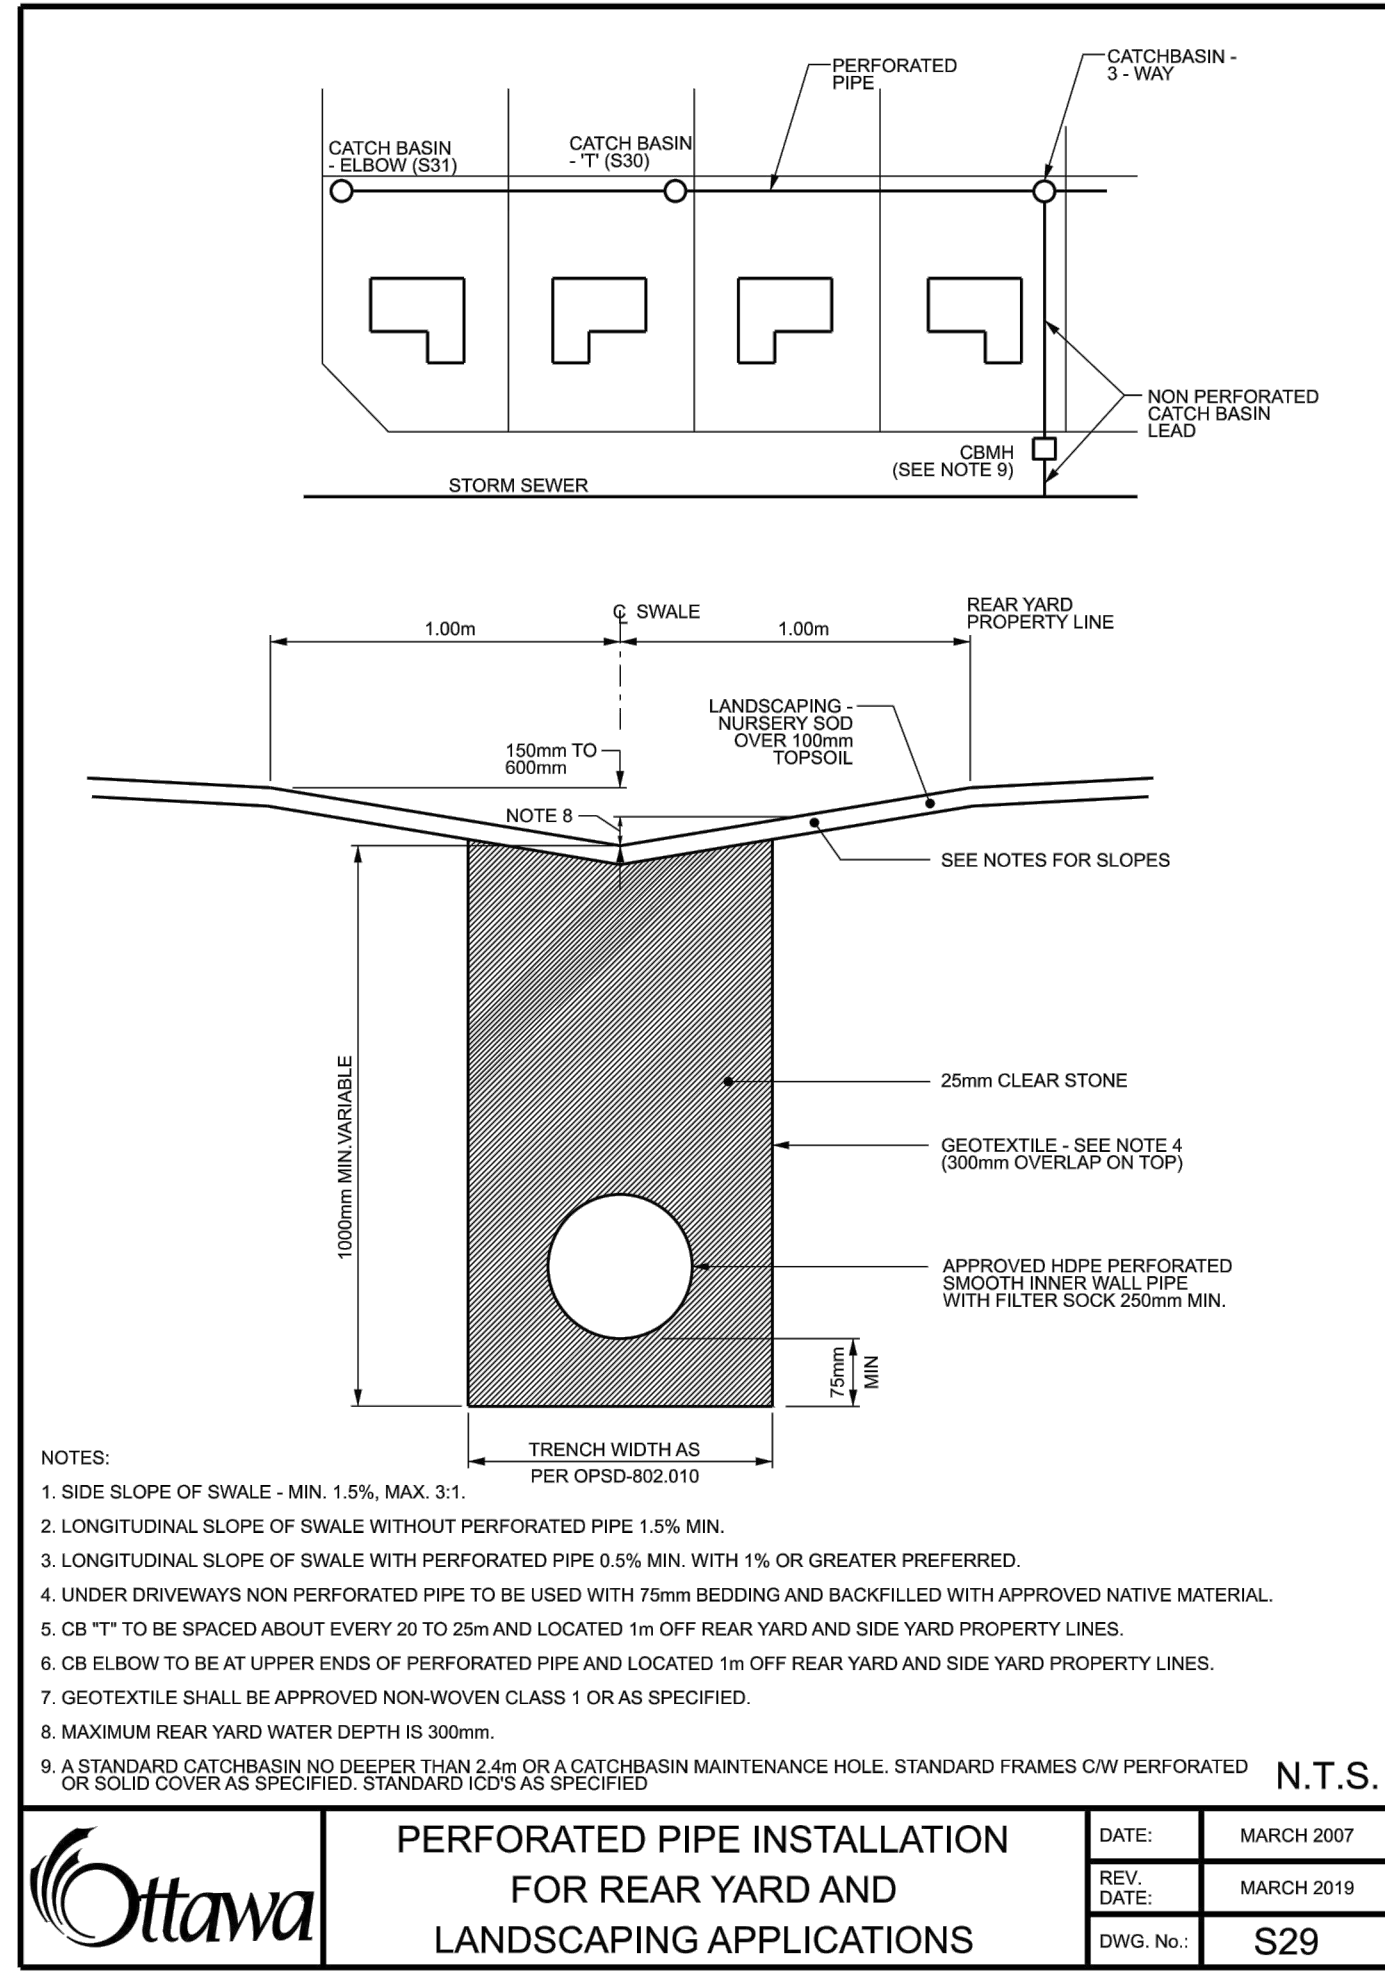 PERFORATED
PIPE
CATCHBASIN -
3 - WAY
CATCH BASIN
- ELBOW (S31)
CATCH BASIN
- 'T' (S30)
NON PERFORATED
CATCH BASIN
LEAD
CBMH
(SEE NOTE 9)
STORM SEWER
℄ SWALE
REAR YARD
PROPERTY LINE
1.00m
1.00m
LANDSCAPING -
NURSERY SOD
OVER 100mm
TOPSOIL
150mm TO
600mm
NOTE 8
SEE NOTES FOR SLOPES
1000mm MIN.VARIABLE
25mm CLEAR STONE
GEOTEXTILE - SEE NOTE 4
(300mm OVERLAP ON TOP)
APPROVED HDPE PERFORATED
SMOOTH INNER WALL PIPE
WITH FILTER SOCK 250mm MIN.
75mm
MIN
TRENCH WIDTH AS
PER OPSD-802.010
NOTES:
1. SIDE SLOPE OF SWALE - MIN. 1.5%, MAX. 3:1.
2. LONGITUDINAL SLOPE OF SWALE WITHOUT PERFORATED PIPE 1.5% MIN.
3. LONGITUDINAL SLOPE OF SWALE WITH PERFORATED PIPE 0.5% MIN. WITH 1% OR GREATER PREFERRED.
4. UNDER DRIVEWAYS NON PERFORATED PIPE TO BE USED WITH 75mm BEDDING AND BACKFILLED WITH APPROVED NATIVE MATERIAL.
5. CB "T" TO BE SPACED ABOUT EVERY 20 TO 25m AND LOCATED 1m OFF REAR YARD AND SIDE YARD PROPERTY LINES.
6. CB ELBOW TO BE AT UPPER ENDS OF PERFORATED PIPE AND LOCATED 1m OFF REAR YARD AND SIDE YARD PROPERTY LINES.
7. GEOTEXTILE SHALL BE APPROVED NON-WOVEN CLASS 1 OR AS SPECIFIED.
8. MAXIMUM REAR YARD WATER DEPTH IS 300mm.
9. A STANDARD CATCHBASIN NO DEEPER THAN 2.4m OR A CATCHBASIN MAINTENANCE HOLE. STANDARD FRAMES C/W PERFORATED
OR SOLID COVER AS SPECIFIED. STANDARD ICD'S AS SPECIFIED
N.T.S.
Ottawa
PERFORATED PIPE INSTALLATION
FOR REAR YARD AND
LANDSCAPING APPLICATIONS
DATE:
MARCH 2007
REV.
DATE:
MARCH 2019
DWG. No.:
S29